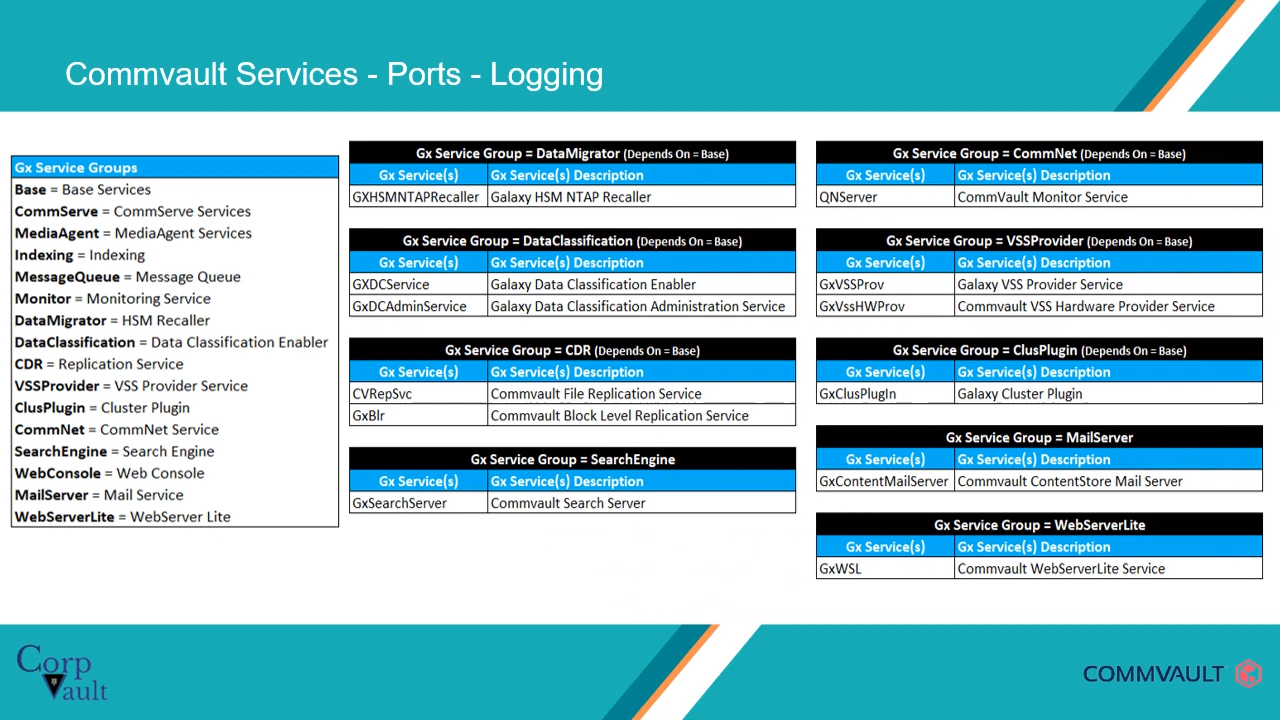 Commvault Services - Ports - Logging
Gx Service Groups
Base = Base Services
CommServe = CommServe Services
MediaAgent = MediaAgent Services
Indexing = Indexing
MessageQueue = Message Queue
Monitor = Monitoring Service
DataMigrator = HSM Recaller
DataClassification = Data Classification Enabler
CDR = Replication Service
VSSProvider = VSS Provider Service
ClusPlugin = Cluster Plugin
CommNet = CommNet Service
SearchEngine = Search Engine
WebConsole = Web Console
MailServer = Mail Service
WebServerLite = WebServer Lite
Gx Service Group = DataMigrator (Depends On = Base)
Gx Service(s) Gx Service(s) Description
GXHSMNTAPRecaller Galaxy HSM NTAP Recaller
Gx Service Group = DataClassification (Depends On = Base)
Gx Service(s) Gx Service(s) Description
GXDCService Galaxy Data Classification Enabler
GxDCAdminService Galaxy Data Classification Administration Service
Gx Service Group = CDR (Depends On = Base)
Gx Service(s) Gx Service(s) Description
CVRepSvc Commvault File Replication Service
GxBlr Commvault Block Level Replication Service
Gx Service Group = SearchEngine
Gx Service(s) Gx Service(s) Description
GxSearchServer Commvault Search Server
Gx Service Group = CommNet (Depends On = Base)
Gx Service(s) Gx Service(s) Description
QNServer CommVault Monitor Service
Gx Service Group = VSSProvider (Depends On = Base)
Gx Service(s) Gx Service(s) Description
GxVSSProv Galaxy VSS Provider Service
GxVssHWProv Commvault VSS Hardware Provider Service
Gx Service Group = ClusPlugin (Depends On = Base)
Gx Service(s) Gx Service(s) Description
GxClusPlugIn Galaxy Cluster Plugin
Gx Service Group = MailServer
Gx Service(s) Gx Service(s) Description
GxContentMailServer Commvault ContentStore Mail Server
Gx Service Group = WebServerLite
Gx Service(s) Gx Service(s) Description
GxWSL Commvault WebServerLite Service
Corp
Vault
COMMVAULT